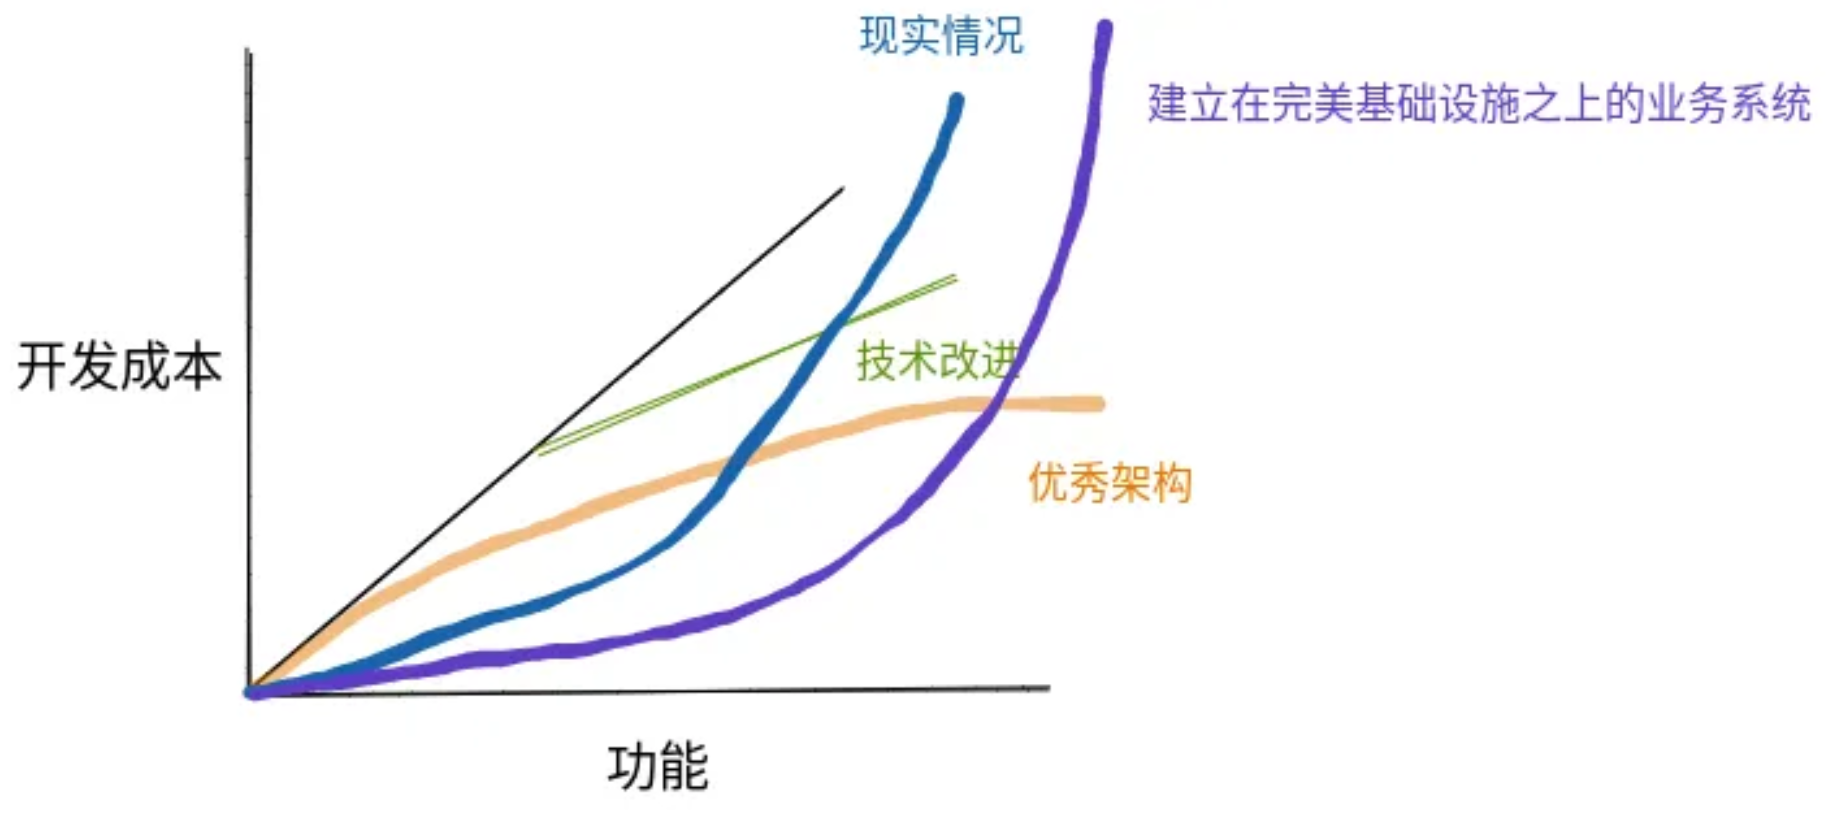 现实情况
建立在完美基础设施之上的业务系统
开发成本
技术改进
优秀架构
功能